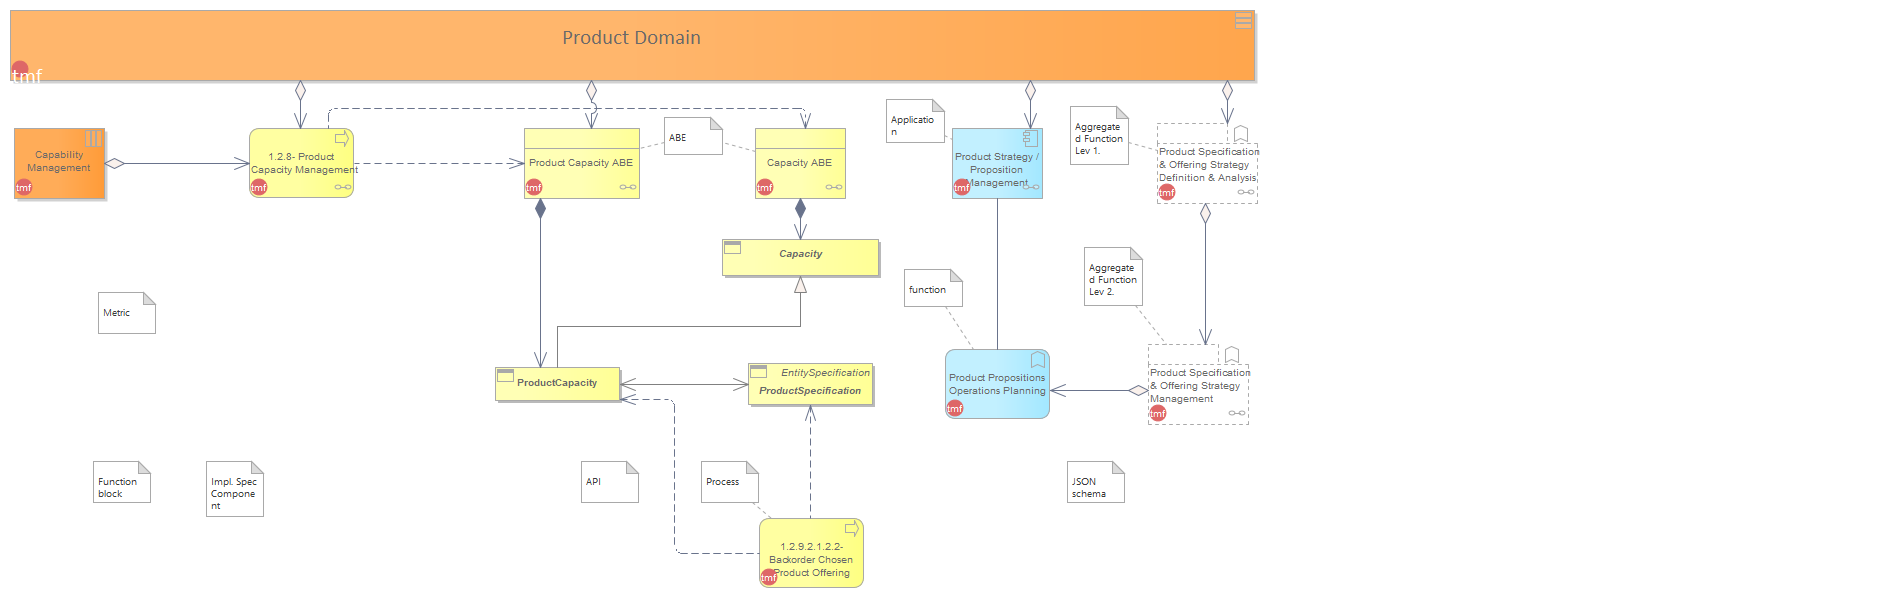 Product Domain
tmf
Capability
Management
tmf
1.2.8- Product
Capacity Management
tmf
Product Capacity ABE
tmf
ABE
Capacity ABE
tmf
Applicatio
n
Product Strategy /
Proposition
Management
tmf
Aggregate
d Function
Lev 1.
Product Specification
& Offering Strategy
Definition & Analysis
tmf
Capacity
Metric
function
Aggregate
d Function
Lev 2.
ProductCapacity
EntitySpecification
ProductSpecification
Product Propositions
Operations Planning
tmf
Product Specification
& Offering Strategy
Management
tmf
Function
block
Impl. Spec
Compone
nt
API
Process
JSON
schema
1.2.9.2.1.2.2-
Backorder Chosen
Product Offering
tmf